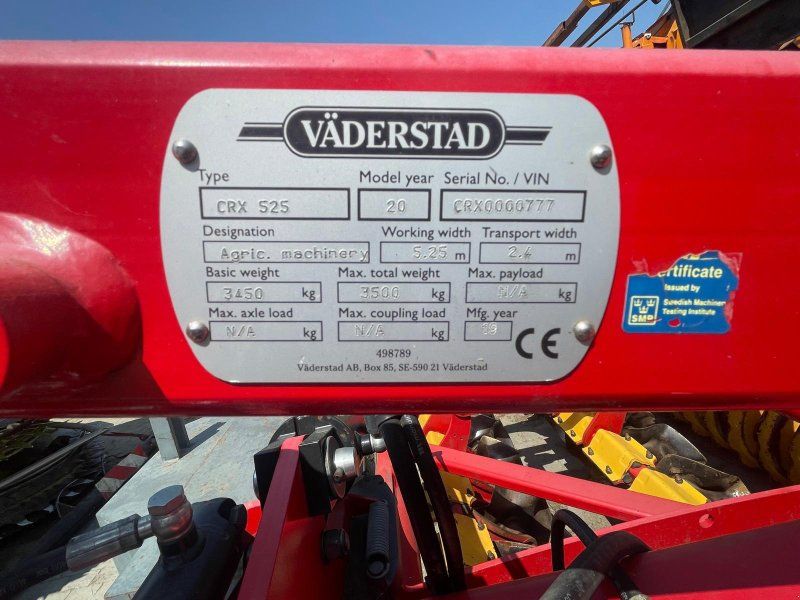 VÄDERSTAD
Type Model year Serial No. / VIN
CRX 525 20 CRX0000777
Designation Working width Transport width
Agric. machinery 5.25 m 2.4 m
Basic weight Max. total weight Max. payload
3450 kg 3500 kg N/A kg
Max. axle load Max. coupling load Mfg. year
N/A kg N/A kg 19
CE
498789
Väderstad AB, Box 85, SE-590 21 Väderstad
ertificate
Issued by
Swedish Machinery
Testing Institute
SMP